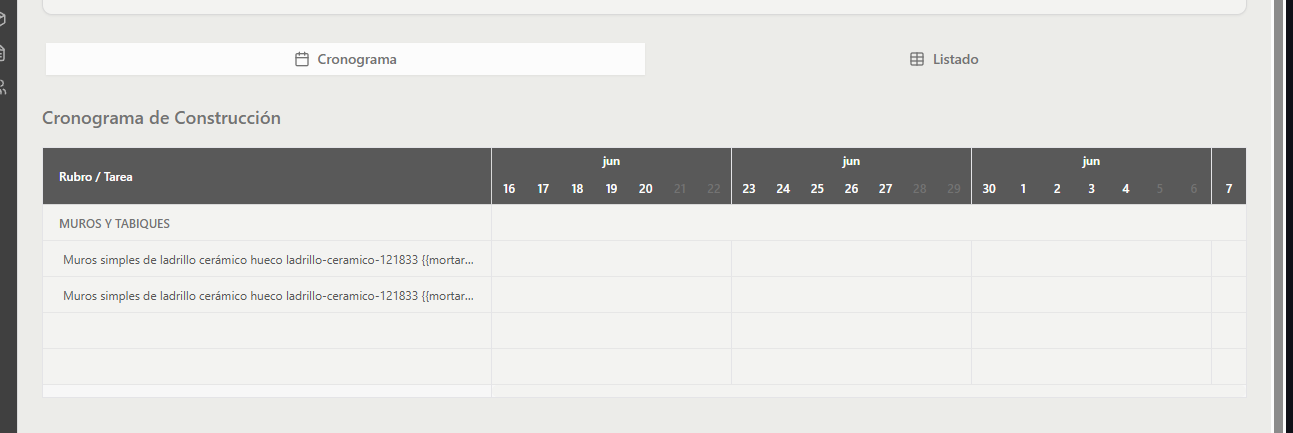 Cronograma
Listado
Cronograma de Construcción
Rubro / Tarea
jun jun jun
16 17 18 19 20 21 22 23 24 25 26 27 28 29 30 1 2 3 4 5 6 7
MUROS Y TABIQUES
Muros simples de ladrillo cerámico hueco ladrillo-ceramico-121833 {{mortar...
Muros simples de ladrillo cerámico hueco ladrillo-ceramico-121833 {{mortar...